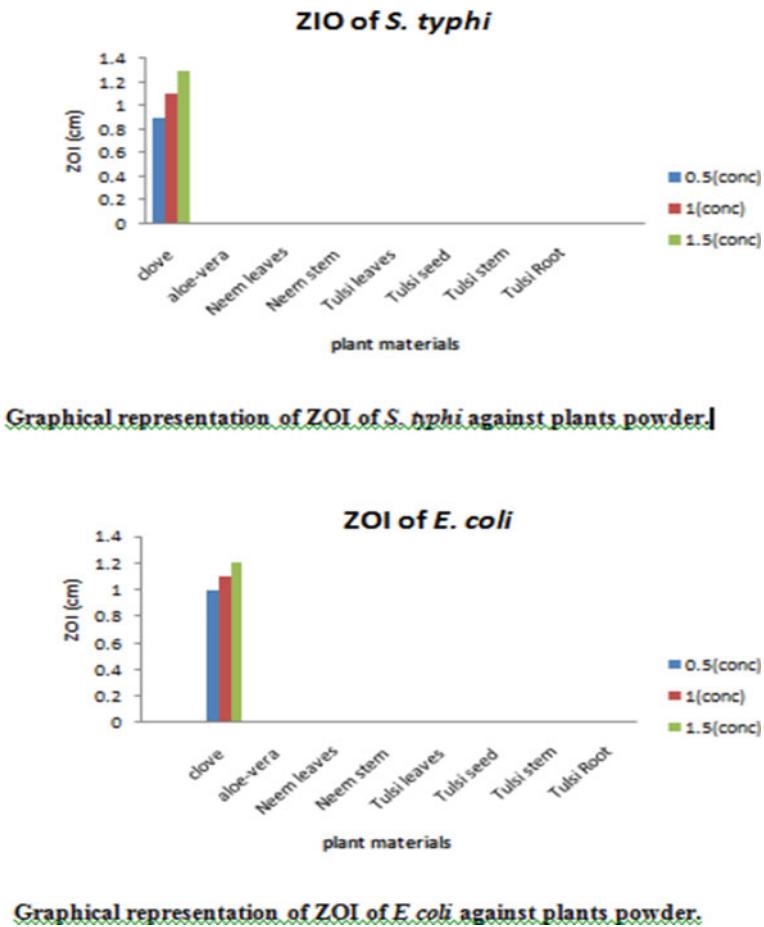 ZIO of S. typhi
1.4
1.2
1
0.8
0.6
0.4
0.2
0
ZOI (cm)
clove
aloe-vera
Neem leaves
Neem stem
Tulsi leaves
Tulsi seed
Tulsi stem
Tulsi Root
plant materials
0.5(conc)
1(conc)
1.5(conc)
Graphical representation of ZOI of S. typhi against plants powder.
ZOI of E. coli
1.4
1.2
1
0.8
0.6
0.4
0.2
0
ZOI (cm)
clove
aloe-vera
Neem leaves
Neem stem
Tulsi leaves
Tulsi seed
Tulsi stem
Tulsi Root
plant materials
0.5(conc)
1(conc)
1.5(conc)
Graphical representation of ZOI of E coli against plants powder.